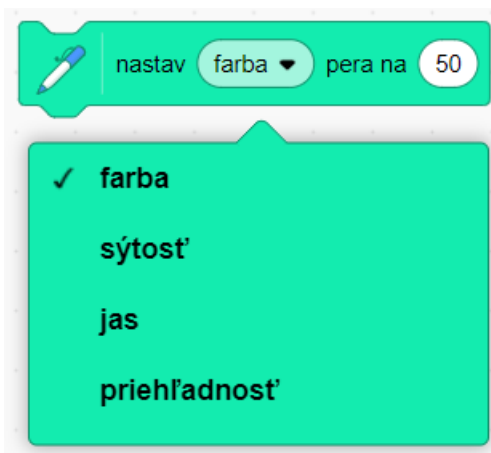 nastav farba pera na 50
farba
sýtosť
jas
priehľadnosť